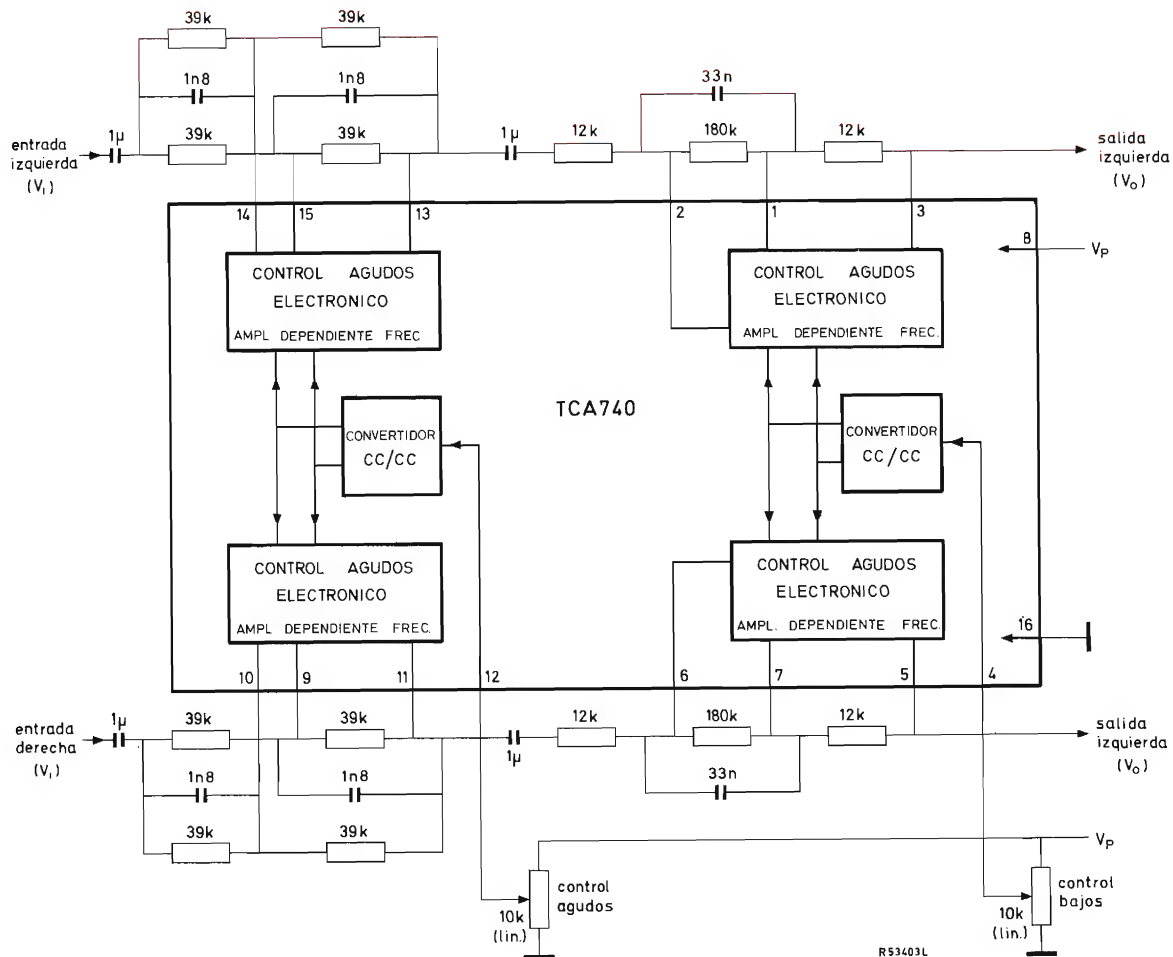 39k
39k
1n8
1n8
33n
entrada
izquierda
(V₁)
1µ
39k
39k
1µ
12k
180k
12k
salida
izquierda
(V₀)
14
15
13
2
1
3
8
Vₚ
CONTROL AGUDOS
ELECTRONICO
AMPL DEPENDIENTE FREC
CONTROL AGUDOS
ELECTRONICO
AMPL DEPENDIENTE FREC.
TCA740
CONVERTIDOR
CC/CC
CONVERTIDOR
CC/CC
CONTROL AGUDOS
ELECTRONICO
AMPL DEPENDIENTE FREC.
CONTROL AGUDOS
ELECTRONICO
AMPL. DEPENDIENTE FREC.
16
10
9
11
12
6
7
5
4
entrada
derecha
(V₁)
1µ
39k
39k
1µ
12k
180k
12k
salida
izquierda
(V₀)
1n8
1n8
33n
39k
39k
Vₚ
control
agudos
10k
(lin.)
control
bajos
10k
(lin.)
R53403L